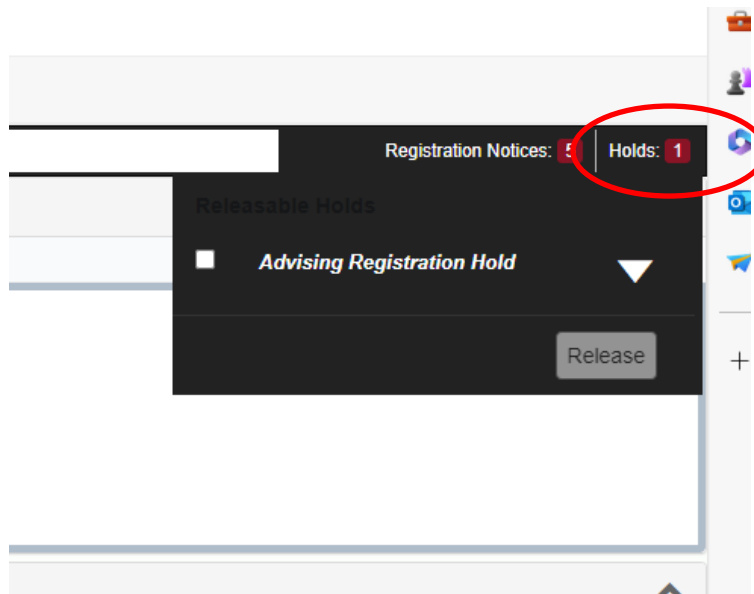 Registration Notices: 5 Holds: 1
Releasable Holds
Advising Registration Hold
Release